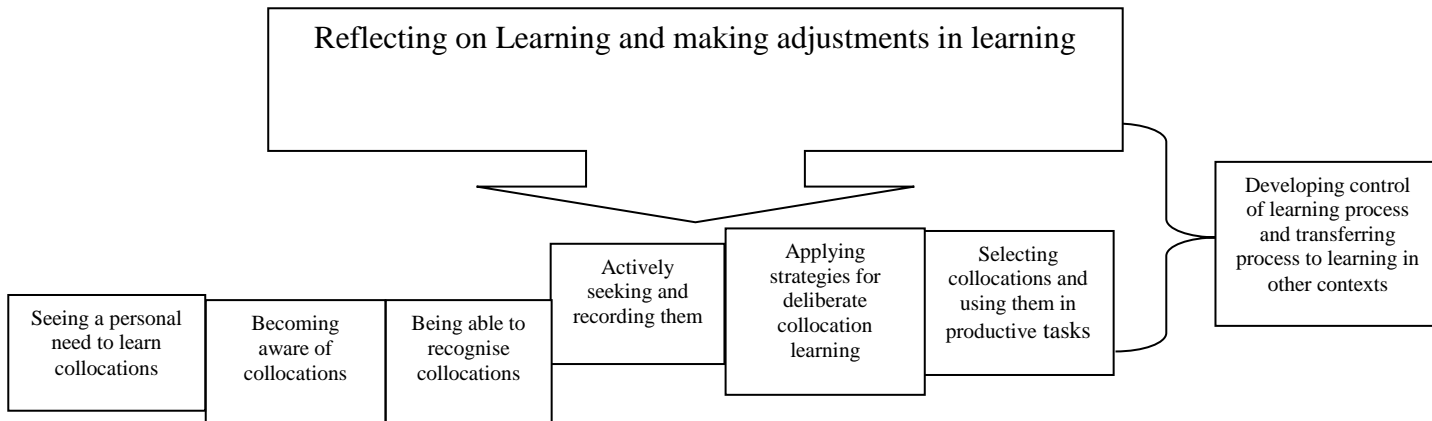 Reflecting on Learning and making adjustments in learning
Seeing a personal
need to learn
collocations
Becoming
aware of
collocations
Being able to
recognise
collocations
Actively
seeking and
recording them
Applying
strategies for
deliberate
collocation
learning
Selecting
collocations and
using them in
productive tasks
Developing control
of learning process
and transferring
process to learning in
other contexts